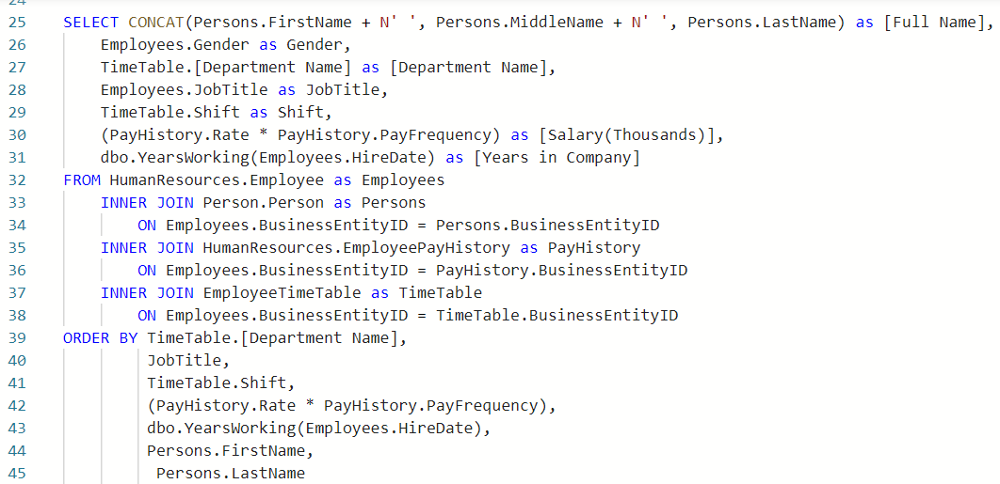 25 SELECT CONCAT(Persons.FirstName + N' ', Persons.MiddleName + N' ', Persons.LastName) as [Full Name],
26 Employees.Gender as Gender,
27 TimeTable.[Department Name] as [Department Name],
28 Employees.JobTitle as JobTitle,
29 TimeTable.Shift as Shift,
30 (PayHistory.Rate * PayHistory.PayFrequency) as [Salary(Thousands)],
31 dbo.YearsWorking(Employees.HireDate) as [Years in Company]
32 FROM HumanResources.Employee as Employees
33 INNER JOIN Person.Person as Persons
34 ON Employees.BusinessEntityID = Persons.BusinessEntityID
35 INNER JOIN HumanResources.EmployeePayHistory as PayHistory
36 ON Employees.BusinessEntityID = PayHistory.BusinessEntityID
37 INNER JOIN EmployeeTimeTable as TimeTable
38 ON Employees.BusinessEntityID = TimeTable.BusinessEntityID
39 ORDER BY TimeTable.[Department Name],
40 JobTitle,
41 TimeTable.Shift,
42 (PayHistory.Rate * PayHistory.PayFrequency),
43 dbo.YearsWorking(Employees.HireDate),
44 Persons.FirstName,
45 Persons.LastName